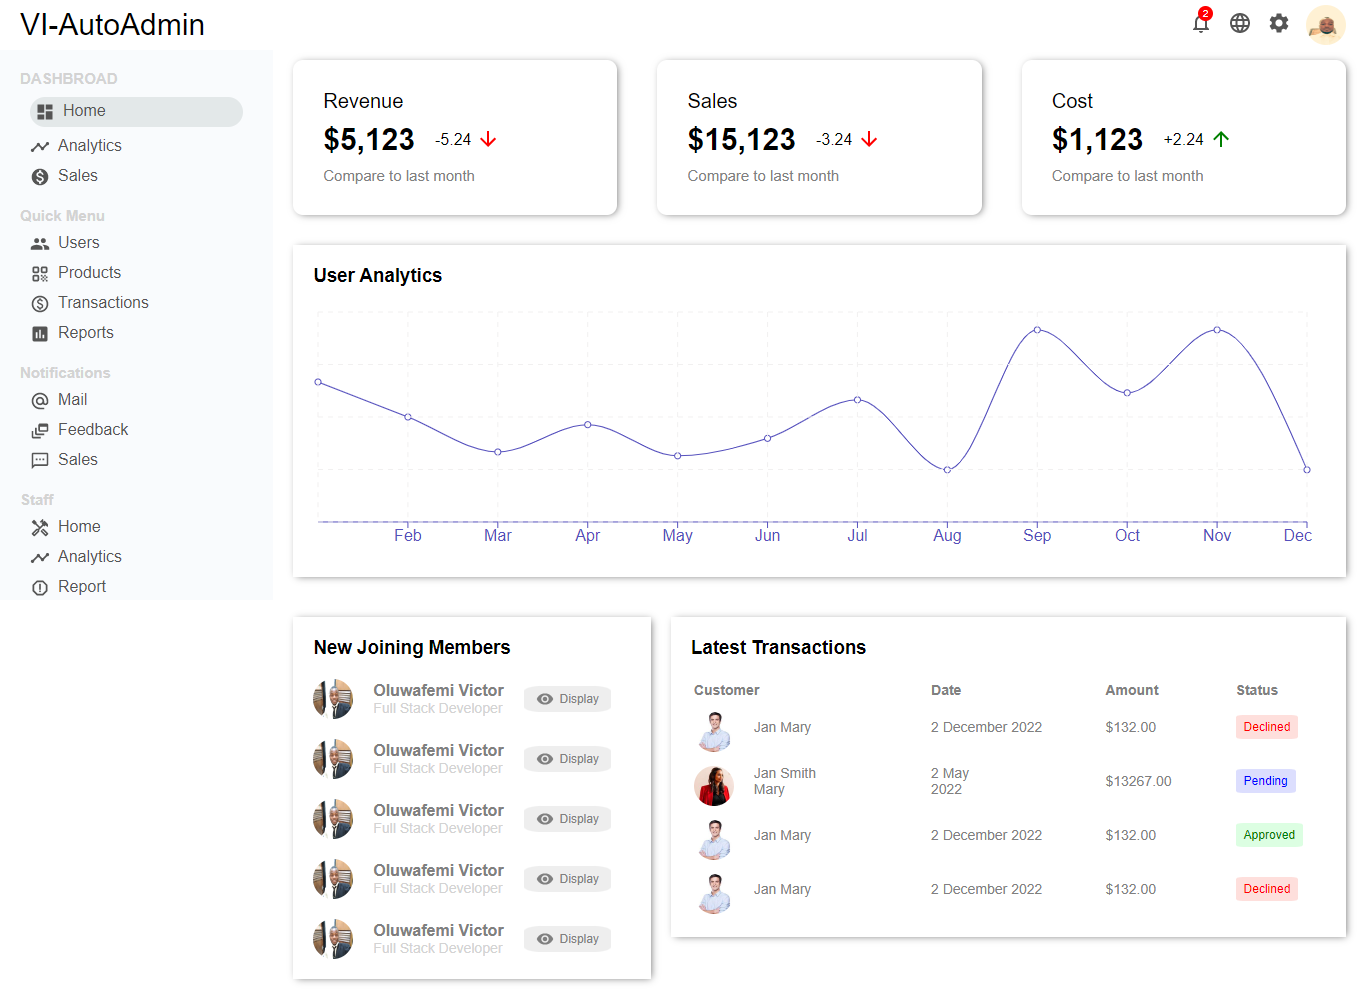 VI-AutoAdmin
2
DASHBROAD
Home
Analytics
Sales
Quick Menu
Users
Products
Transactions
Reports
Notifications
Mail
Feedback
Sales
Staff
Home
Analytics
Report
Revenue
$5,123 -5.24
Compare to last month
Sales
$15,123 -3.24
Compare to last month
Cost
$1,123 +2.24
Compare to last month
User Analytics
Feb Mar Apr May Jun Jul Aug Sep Oct Nov Dec
New Joining Members
Oluwafemi Victor
Full Stack Developer
Display
Oluwafemi Victor
Full Stack Developer
Display
Oluwafemi Victor
Full Stack Developer
Display
Oluwafemi Victor
Full Stack Developer
Display
Oluwafemi Victor
Full Stack Developer
Display
Latest Transactions
Customer Date Amount Status
Jan Mary 2 December 2022 $132.00 Declined
Jan Smith 2 May
Mary 2022 $13267.00 Pending
Jan Mary 2 December 2022 $132.00 Approved
Jan Mary 2 December 2022 $132.00 Declined